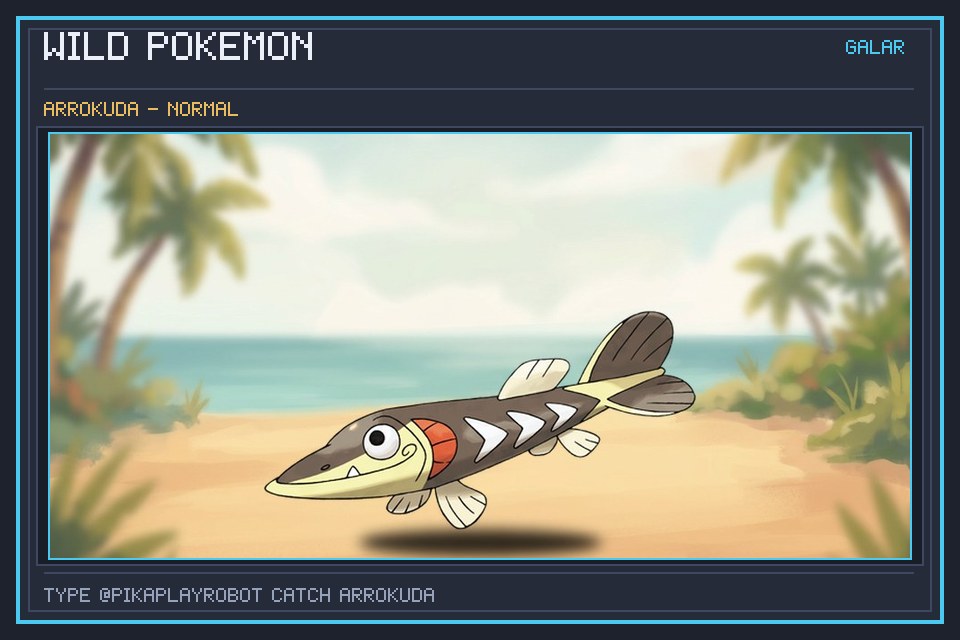 WILD POKEMON
GALAR
ARROKUDA - NORMAL
TYPE @PIKAPLAYROBOT CATCH ARROKUDA